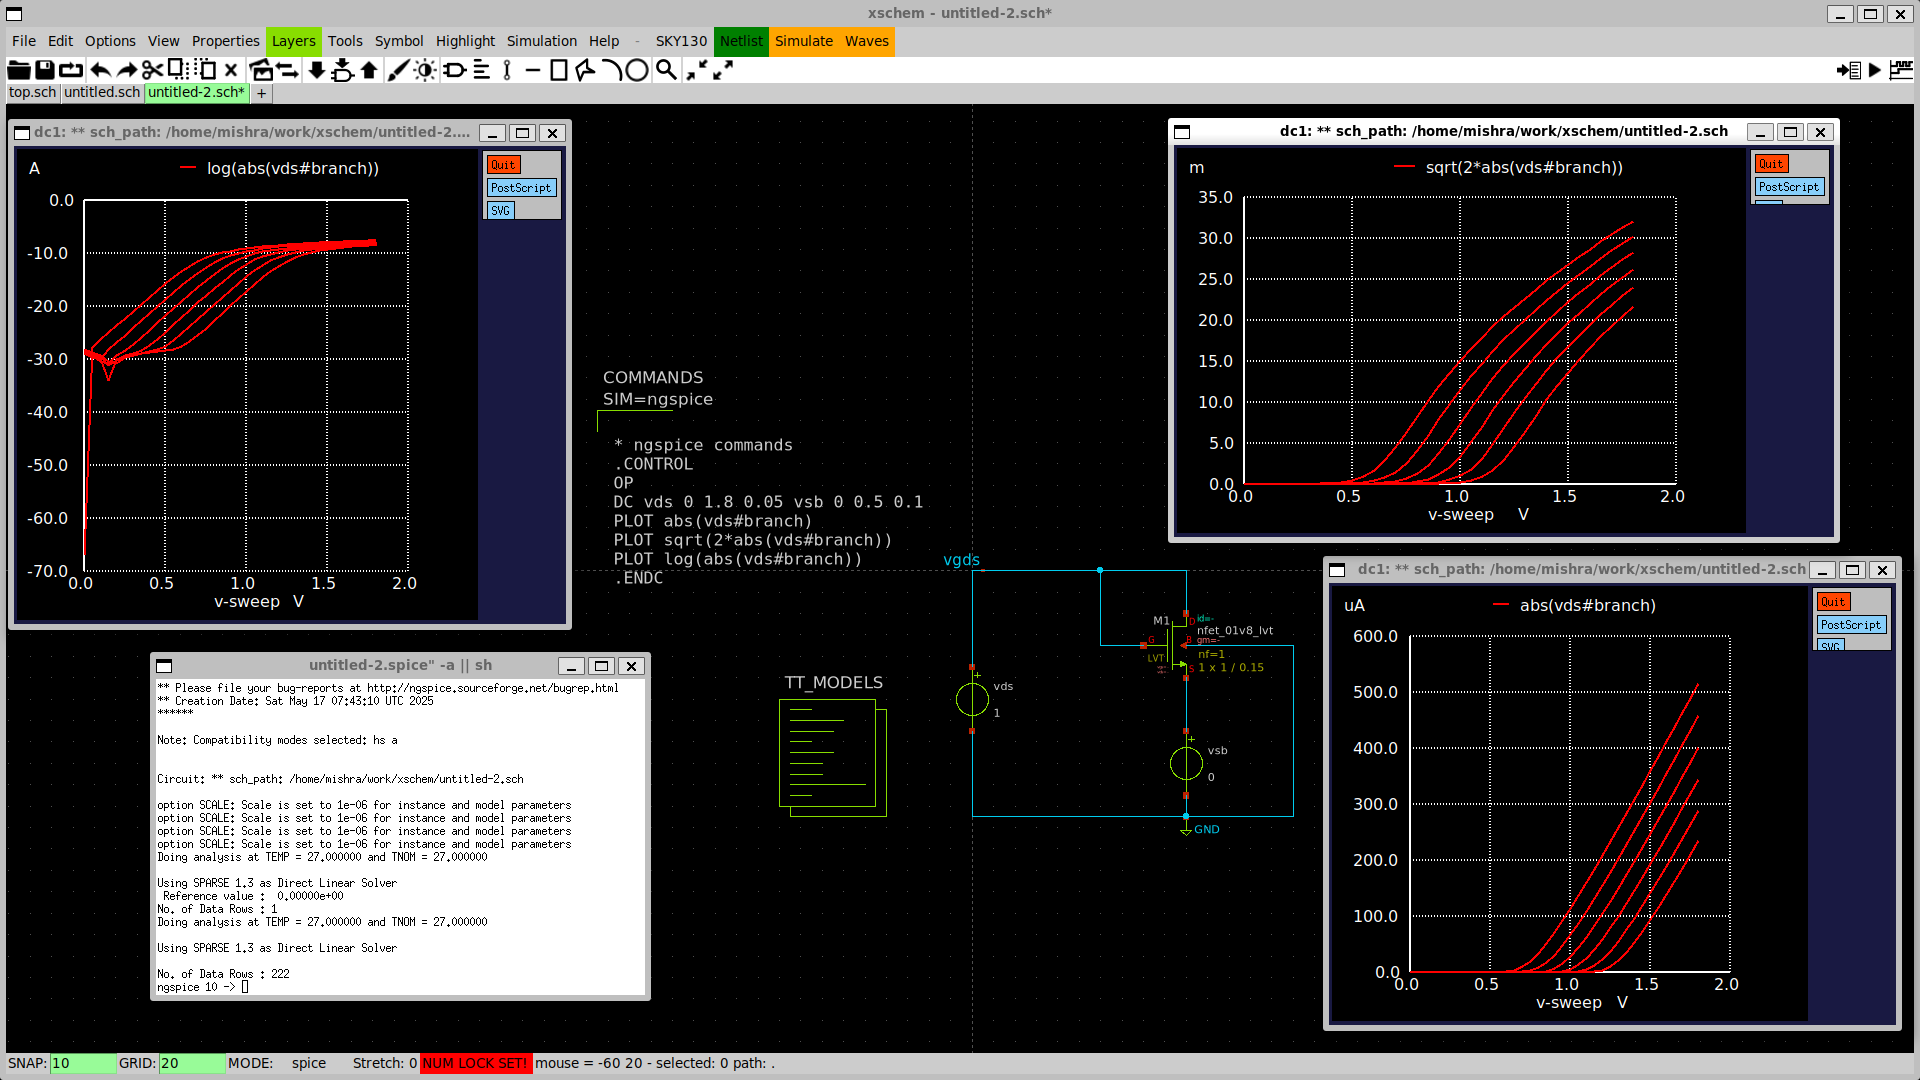 xschem - untitled-2.sch*
File Edit Options View Properties Layers Tools Symbol Highlight Simulation Help - SKY130 Netlist Simulate Waves
top.sch untitled.sch untitled-2.sch* +
dc1: ** sch_path: /home/mishra/work/xschem/untitled-2....
A
log(abs(vds#branch))
Quit
PostScript
SVG
0.0
-10.0
-20.0
-30.0
-40.0
-50.0
-60.0
-70.0
0.0 0.5 1.0 1.5 2.0
v-sweep V
dc1: ** sch_path: /home/mishra/work/xschem/untitled-2.sch
m
sqrt(2*abs(vds#branch))
Quit
PostScript
35.0
30.0
25.0
20.0
15.0
10.0
5.0
0.0
0.0 0.5 1.0 1.5 2.0
v-sweep V
COMMANDS
SIM=ngspice
* ngspice commands
.CONTROL
OP
DC vds 0 1.8 0.05 vsb 0 0.5 0.1
PLOT abs(vds#branch)
PLOT sqrt(2*abs(vds#branch))
PLOT log(abs(vds#branch))
.ENDC
vgds
M1
D
id=-
nfet_01v8_lvt
G
B
gm=-
LVT
nf=1
S
1 x 1 / 0.15
+
vds
1
+
vsb
0
GND
TT_MODELS
dc1: ** sch_path: /home/mishra/work/xschem/untitled-2.sch
uA
abs(vds#branch)
Quit
PostScript
SVG
600.0
500.0
400.0
300.0
200.0
100.0
0.0
0.0 0.5 1.0 1.5 2.0
v-sweep V
untitled-2.spice" -a || sh
** Please file your bug-reports at http://ngspice.sourceforge.net/bugrep.html
** Creation Date: Sat May 17 07:43:10 UTC 2025
******
Note: Compatibility modes selected: hs a
Circuit: ** sch_path: /home/mishra/work/xschem/untitled-2.sch
option SCALE: Scale is set to 1e-06 for instance and model parameters
option SCALE: Scale is set to 1e-06 for instance and model parameters
option SCALE: Scale is set to 1e-06 for instance and model parameters
option SCALE: Scale is set to 1e-06 for instance and model parameters
Doing analysis at TEMP = 27.000000 and TNOM = 27.000000
Using SPARSE 1.3 as Direct Linear Solver
Reference value : 0.00000e+00
No. of Data Rows : 1
Doing analysis at TEMP = 27.000000 and TNOM = 27.000000
Using SPARSE 1.3 as Direct Linear Solver
No. of Data Rows : 222
ngspice 10 ->
SNAP: 10 GRID: 20 MODE: spice Stretch: 0 NUM LOCK SET! mouse = -60 20 - selected: 0 path: .